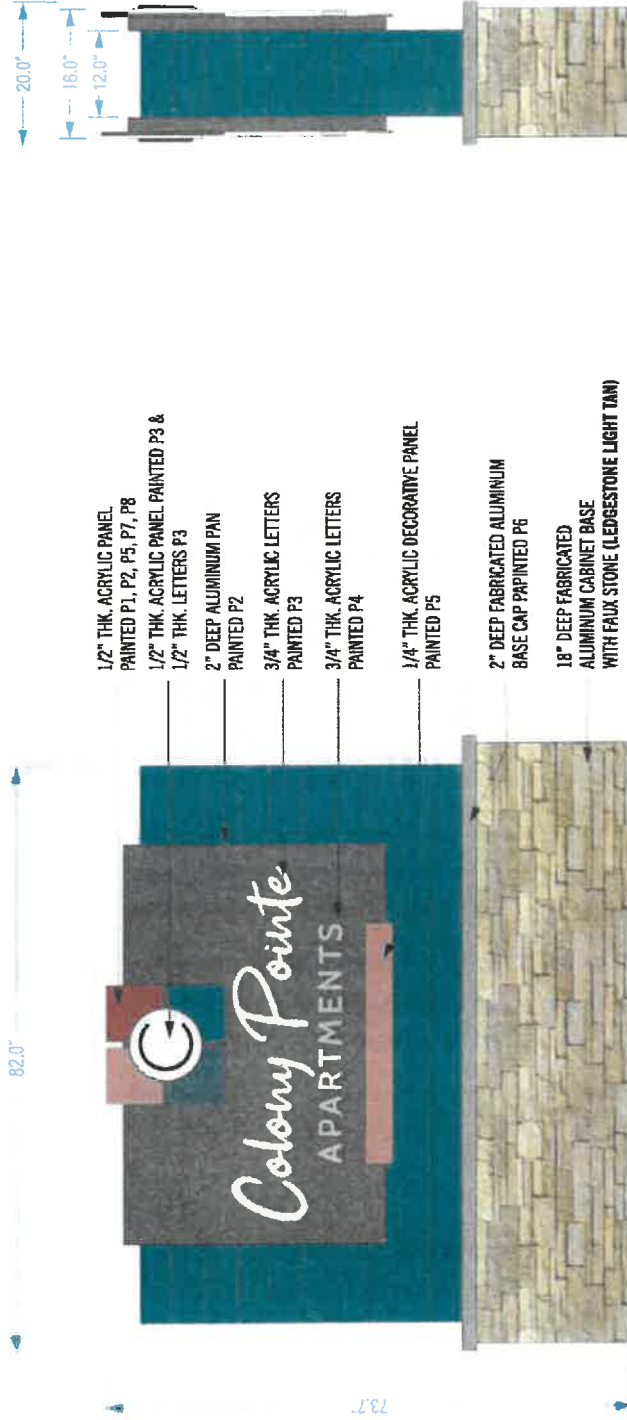 82.0"
20.0"
16.0"
12.0"
73.7"
C
Colony Pointe
APARTMENTS
1/2" THK. ACRYLIC PANEL
PAINTED P1, P2, P5, P7, P8
1/2" THK. ACRYLIC PANEL PAINTED P3 &
1/2" THK. LETTERS P3
2" DEEP ALUMINUM PAN
PAINTED P2
3/4" THK. ACRYLIC LETTERS
PAINTED P3
3/4" THK. ACRYLIC LETTERS
PAINTED P4
1/4" THK. ACRYLIC DECORATIVE PANEL
PAINTED P5
2" DEEP FABRICATED ALUMINUM
BASE CAP PAPINTED P6
18" DEEP FABRICATED
ALUMINUM CABINET BASE
WITH FAUX STONE (LEDGESTONE LIGHT TAN)